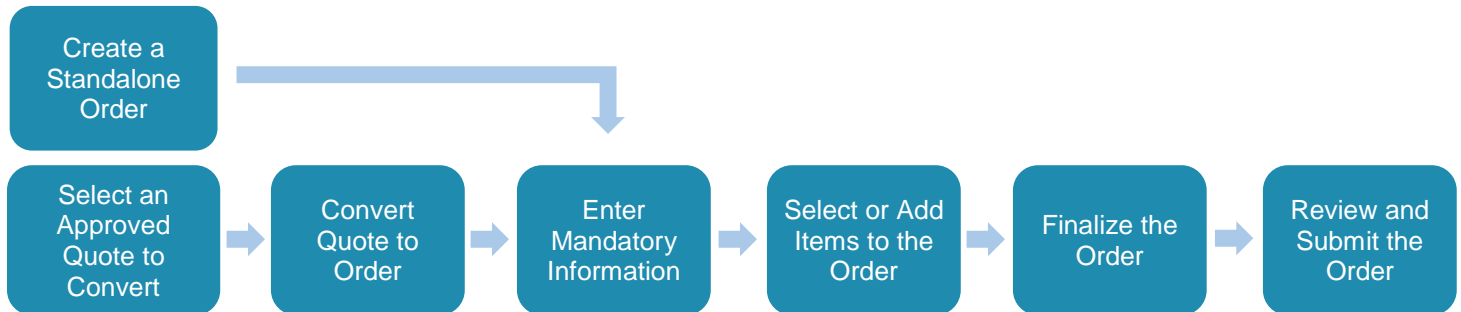 Create a
Standalone
Order
Select an
Approved
Quote to
Convert
Convert
Quote to
Order
Enter
Mandatory
Information
Select or Add
Items to the
Order
Finalize the
Order
Review and
Submit the
Order